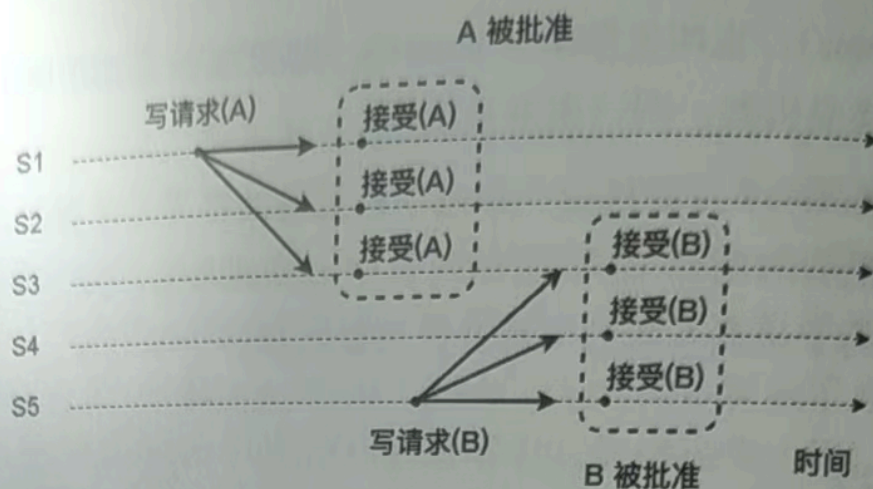 A 被批准
写请求(A)
接受(A)
S1
接受(A)
S2
接受(A)
接受(B)
S3
接受(B)
S4
接受(B)
S5
写请求(B)
B 被批准
时间